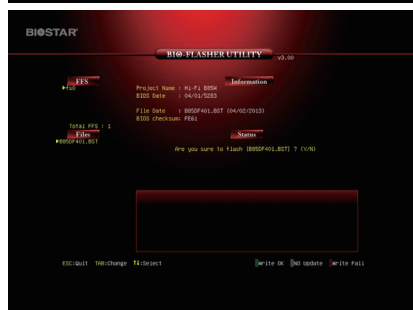 BIOSTAR
BIO-FLASHER UTILITY v3.00
FFS
▶fs0
Information
Project Name : Hi-Fi B85W
BIOS Date : 04/01/5203
File Date : B85DF401.BST (04/02/2013)
BIOS checksum: FE61
Total FFS : 1
Files
▶B85DF401.BST
Status
Are you sure to flash [B85DF401.BST] ? (Y/N)
ESC:Quit TAB:Change ↑↓:Select
Write OK NO Update Write Fail